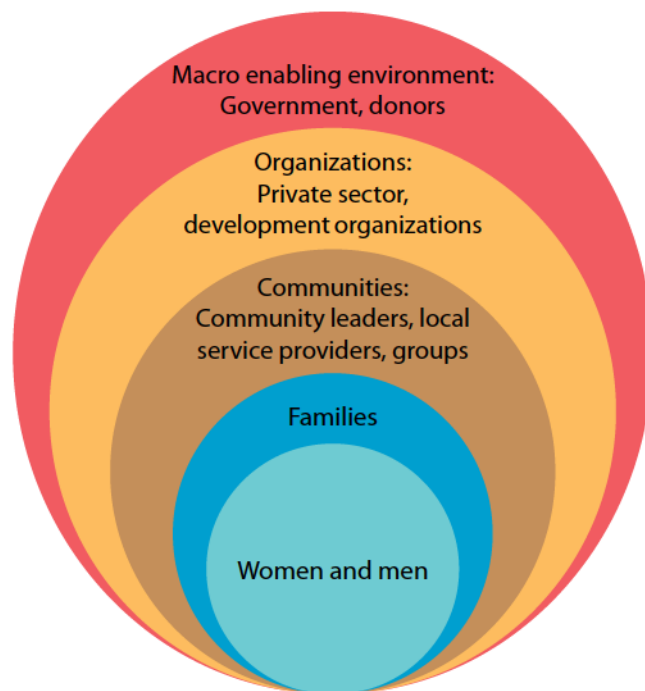 Macro enabling environment:
Government, donors
Organizations:
Private sector,
development organizations
Communities:
Community leaders, local
service providers, groups
Families
Women and men